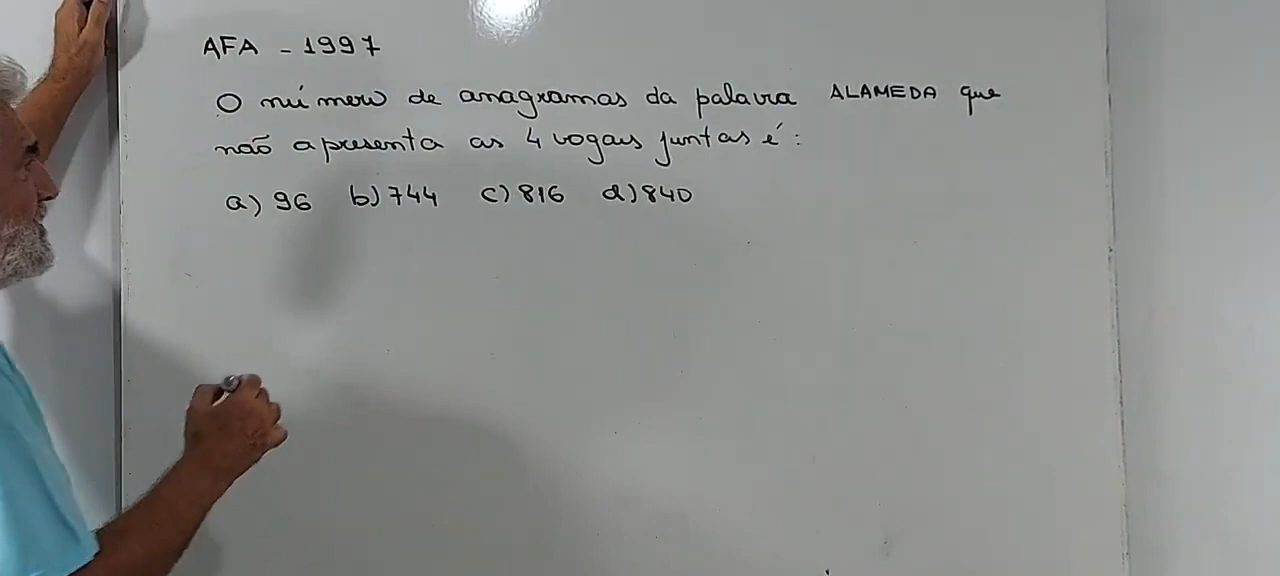 AFA - 1997
O número de anagramas da palavra ALAMEDA que
não apresenta as 4 vogais juntas é:
a) 96 b) 744 c) 816 d) 840